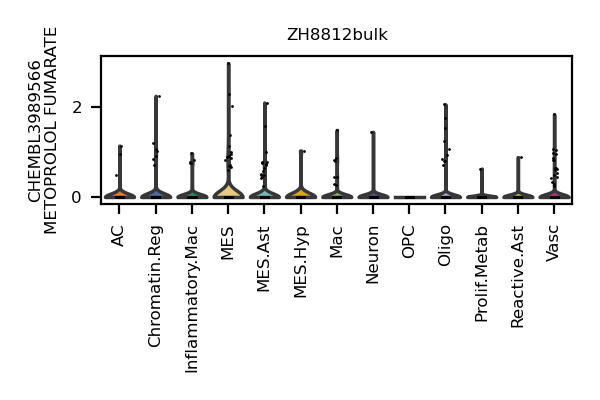 ZH8812bulk
CHEMBL3989566
METOPROLOL FUMARATE
2
0
AC
Chromatin.Reg
Inflammatory.Mac
MES
MES.Ast
MES.Hyp
Mac
Neuron
OPC
Oligo
Prolif.Metab
Reactive.Ast
Vasc